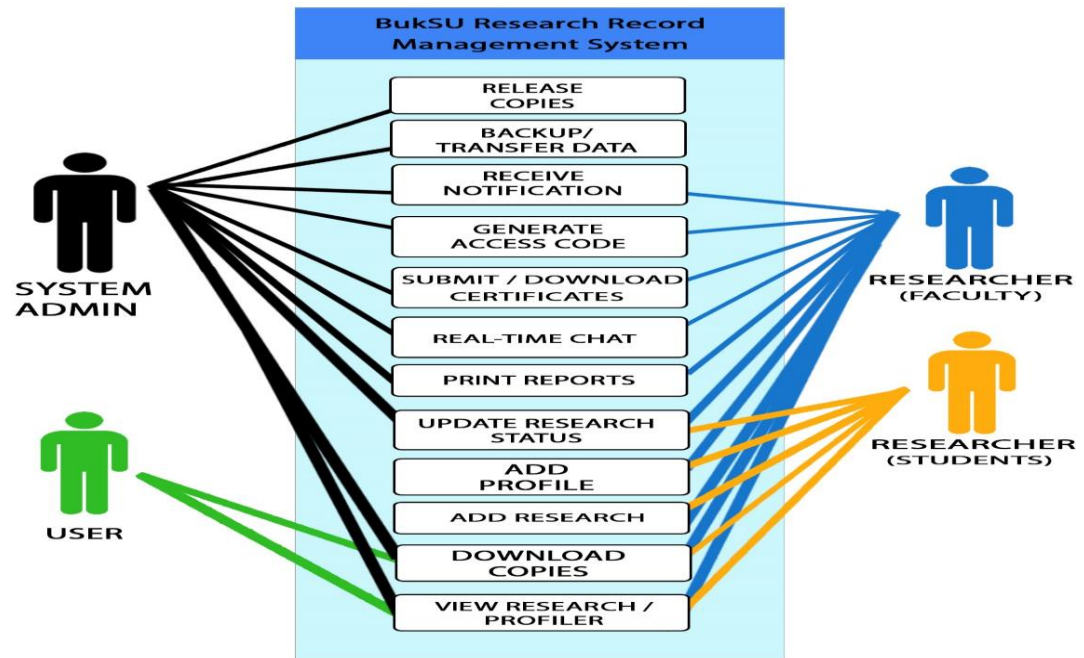 BukSU Research Record
Management System
RELEASE
COPIES
BACKUP/
TRANSFER DATA
RECEIVE
NOTIFICATION
GENERATE
ACCESS CODE
SUBMIT / DOWNLOAD
CERTIFICATES
REAL-TIME CHAT
PRINT REPORTS
UPDATE RESEARCH
STATUS
ADD
PROFILE
ADD RESEARCH
DOWNLOAD
COPIES
VIEW RESEARCH /
PROFILER
SYSTEM
ADMIN
USER
RESEARCHER
(FACULTY)
RESEARCHER
(STUDENTS)